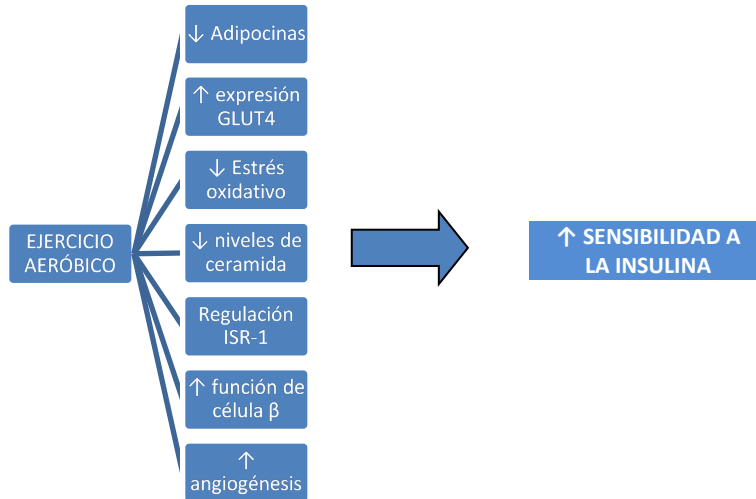 EJERCICIO
AERÓBICO
↓ Adipocinas
↑ expresión
GLUT4
↓ Estrés
oxidativo
↓ niveles de
ceramida
Regulación
ISR-1
↑ función de
célula β
↑
angiogénesis
↑ SENSIBILIDAD A
LA INSULINA